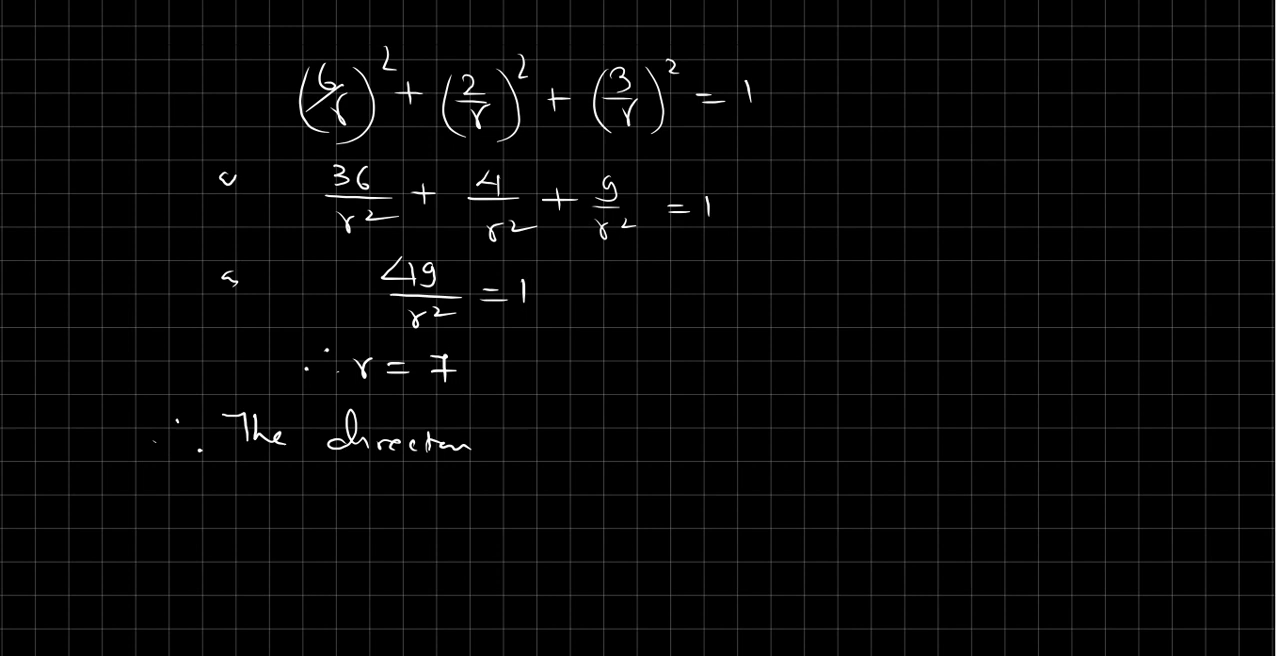 (6/r)² + (2/r)² + (3/r)² = 1
36/r² + 4/r² + 9/r² = 1
49/r² = 1
∴ r = 7
∴ The direction